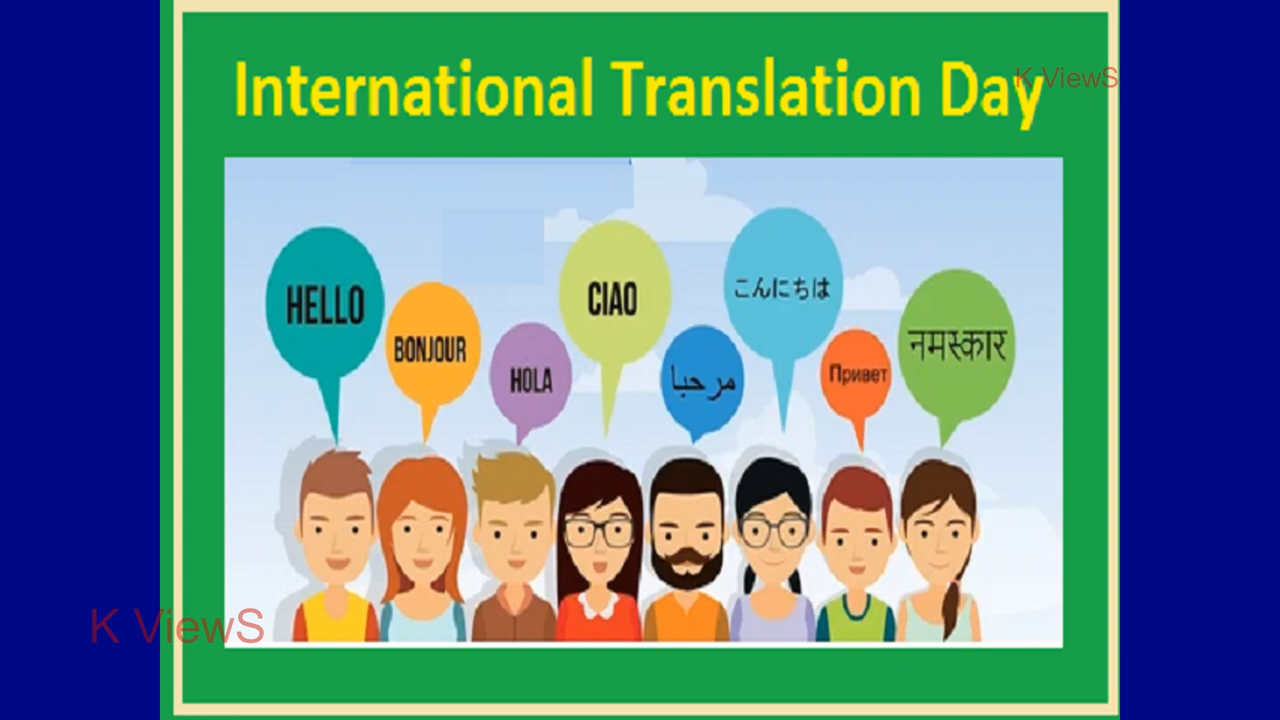 International Translation Day
K ViewS
HELLO
BONJOUR
HOLA
CIAO
مرحبا
こんにちは
Привет
नमस्कार
K ViewS